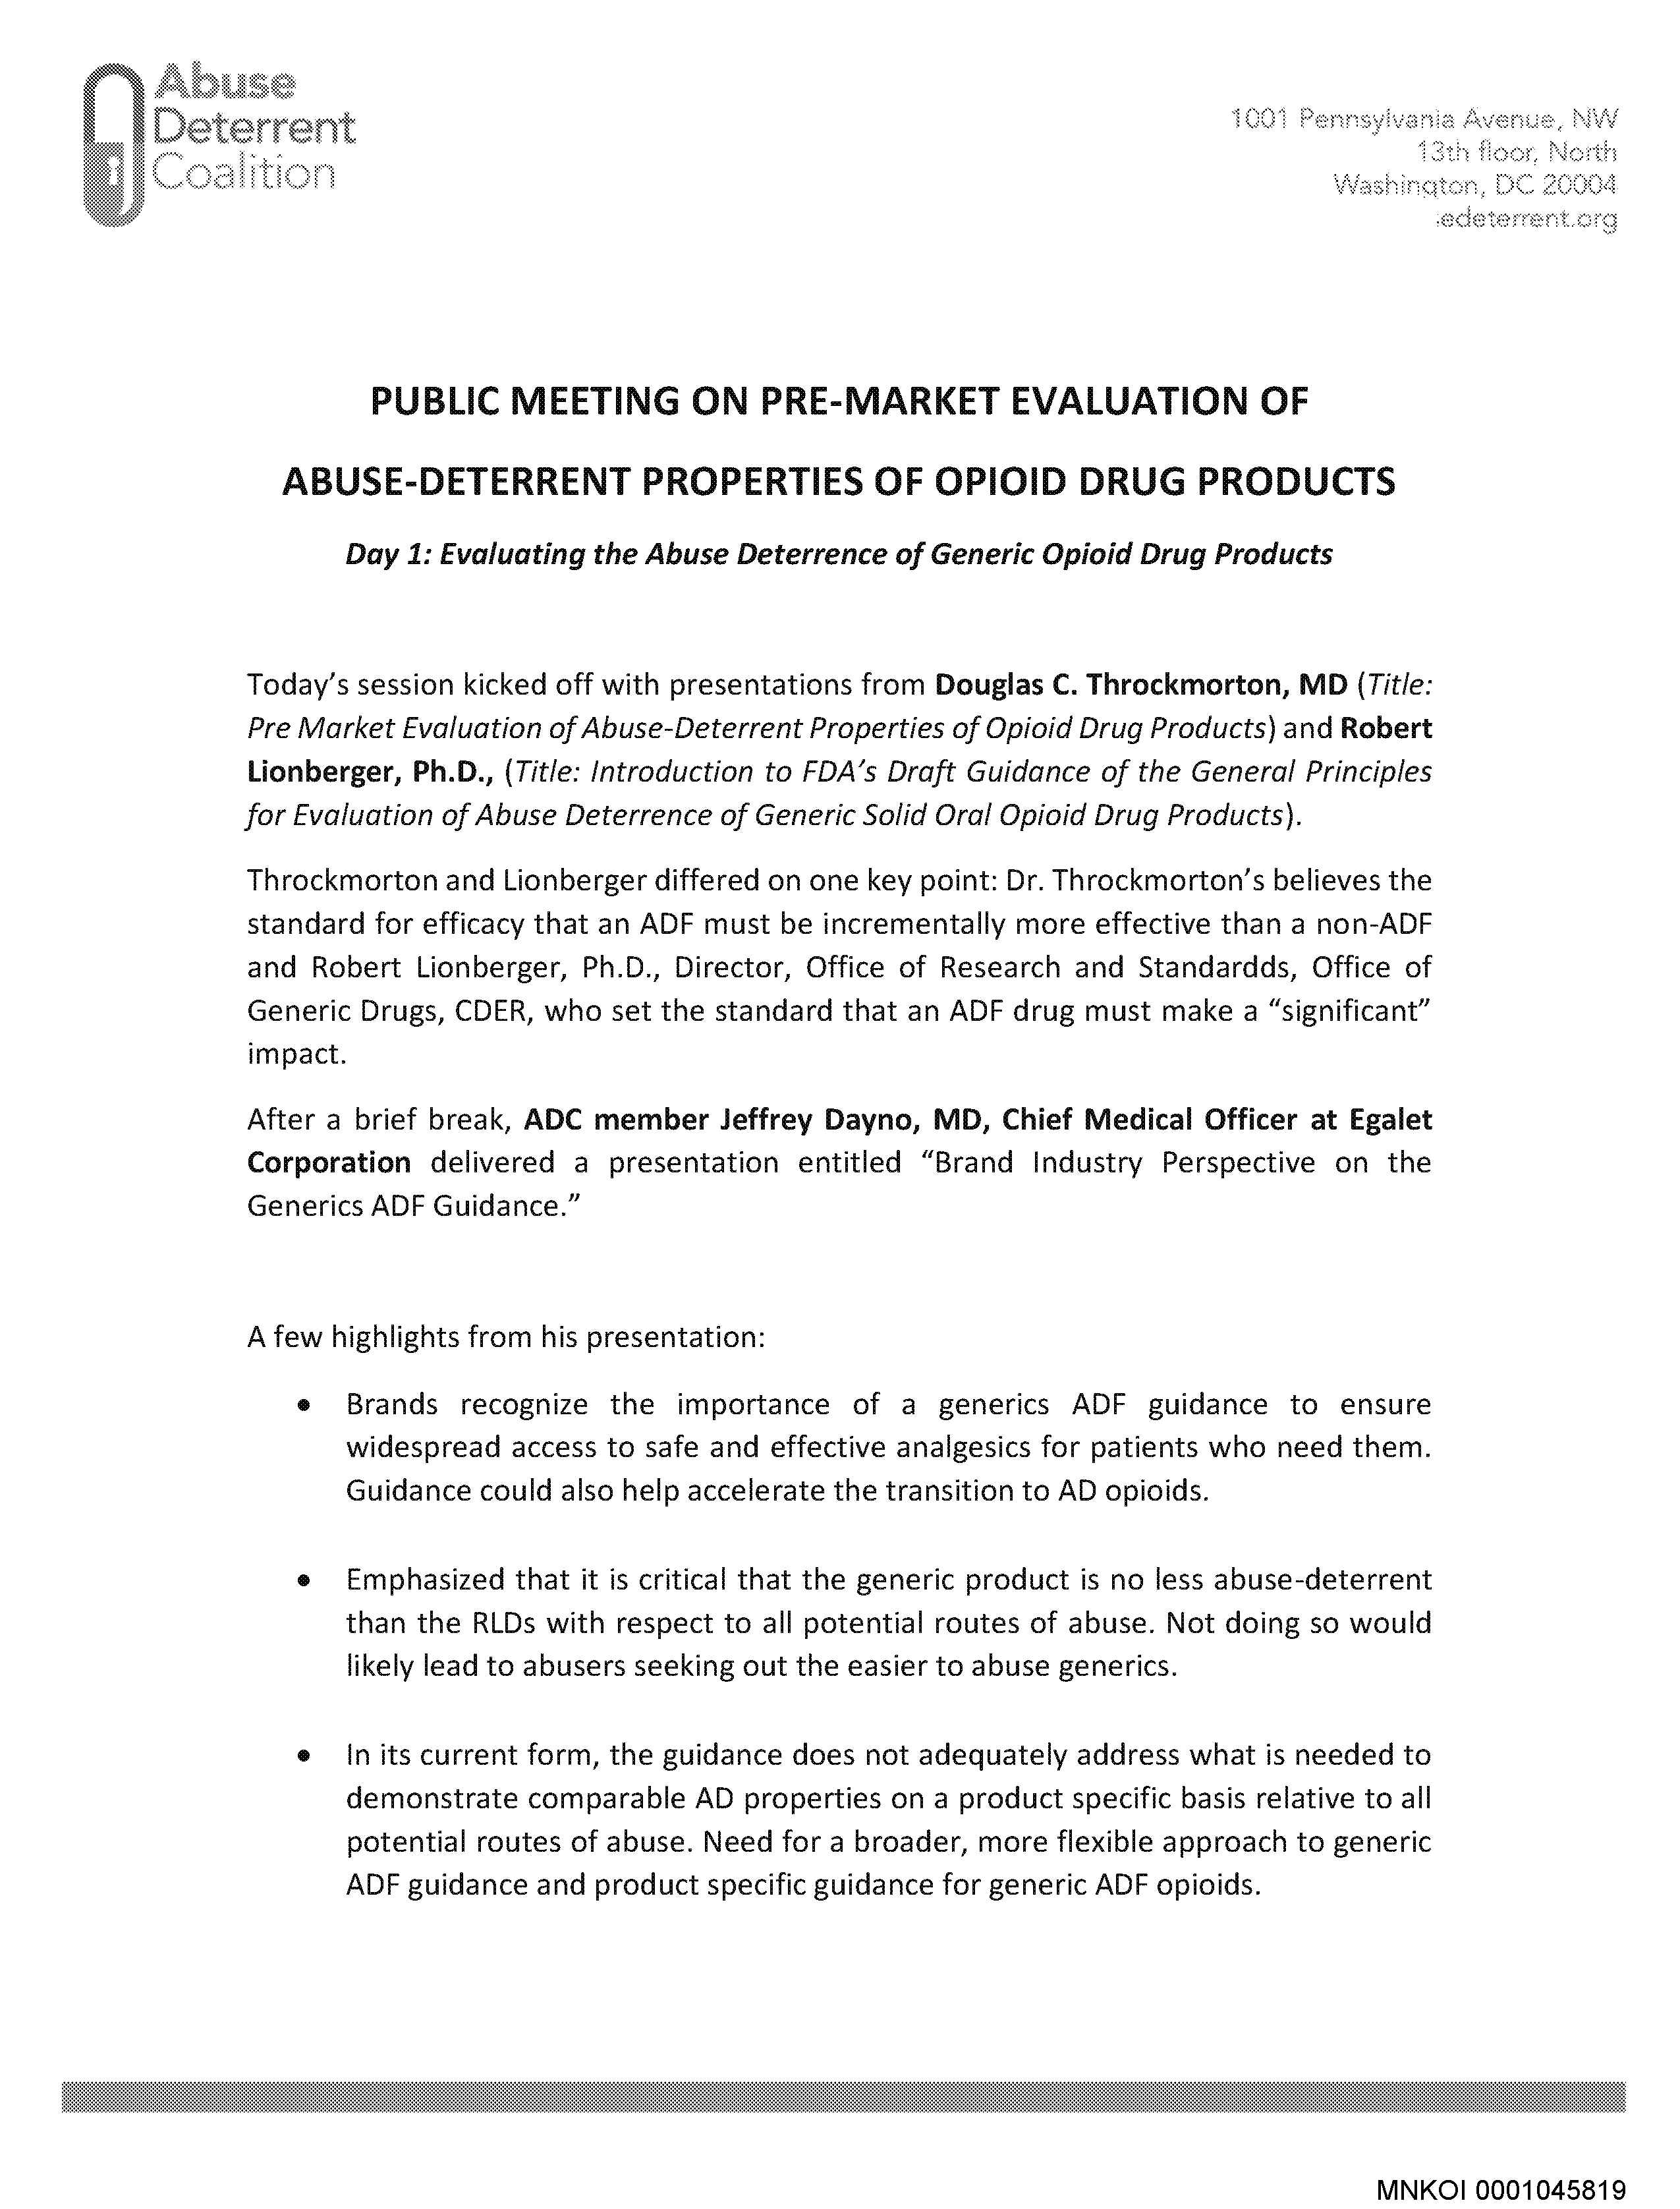 Abuse
Deterrent
Coalition
1001 Pennsylvania Avenue, NW
13th floor, North
Washington, DC 20004
edeterrent.org
PUBLIC MEETING ON PRE-MARKET EVALUATION OF
ABUSE-DETERRENT PROPERTIES OF OPIOID DRUG PRODUCTS
Day 1: Evaluating the Abuse Deterrence of Generic Opioid Drug Products
Today’s session kicked off with presentations from Douglas C. Throckmorton, MD (Title:
Pre Market Evaluation of Abuse-Deterrent Properties of Opioid Drug Products) and Robert
Lionberger, Ph.D., (Title: Introduction to FDA’s Draft Guidance of the General Principles
for Evaluation of Abuse Deterrence of Generic Solid Oral Opioid Drug Products).
Throckmorton and Lionberger differed on one key point: Dr. Throckmorton’s believes the
standard for efficacy that an ADF must be incrementally more effective than a non-ADF
and Robert Lionberger, Ph.D., Director, Office of Research and Standardds, Office of
Generic Drugs, CDER, who set the standard that an ADF drug must make a “significant”
impact.
After a brief break, ADC member Jeffrey Dayno, MD, Chief Medical Officer at Egalet
Corporation delivered a presentation entitled “Brand Industry Perspective on the
Generics ADF Guidance.”
A few highlights from his presentation:
• Brands recognize the importance of a generics ADF guidance to ensure
widespread access to safe and effective analgesics for patients who need them.
Guidance could also help accelerate the transition to AD opioids.
• Emphasized that it is critical that the generic product is no less abuse-deterrent
than the RLDs with respect to all potential routes of abuse. Not doing so would
likely lead to abusers seeking out the easier to abuse generics.
• In its current form, the guidance does not adequately address what is needed to
demonstrate comparable AD properties on a product specific basis relative to all
potential routes of abuse. Need for a broader, more flexible approach to generic
ADF guidance and product specific guidance for generic ADF opioids.
MNKOI 0001045819